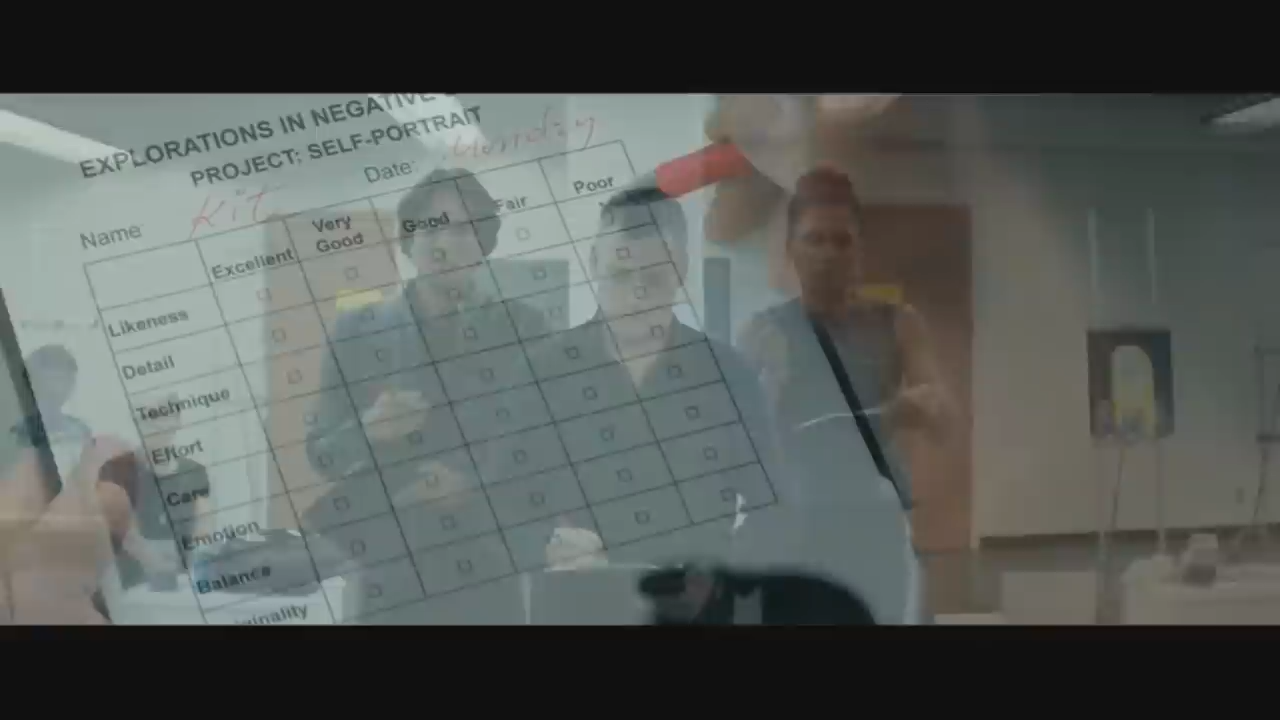 EXPLORATIONS IN NEGATIVE
PROJECT: SELF-PORTRAIT
Name: Kit Date: Monday
Excellent Very Good Good Fair Poor
Likeness
Detail
Technique
Effort
Care
Emotion
Balance